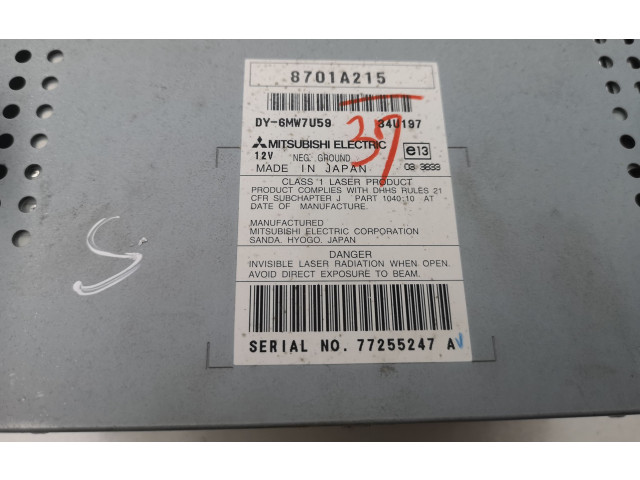 8701A215
DY-6MW7U59 34U197
37
MITSUBISHI ELECTRIC
12V NEG. GROUND e13
MADE IN JAPAN 03 3833
CLASS 1 LASER PRODUCT
PRODUCT COMPLIES WITH DHHS RULES 21
CFR SUBCHAPTER J PART 1040:10 AT
DATE OF MANUFACTURE.
MANUFACTURED
MITSUBISHI ELECTRIC CORPORATION
SANDA, HYOGO, JAPAN
DANGER
INVISIBLE LASER RADIATION WHEN OPEN.
AVOID DIRECT EXPOSURE TO BEAM.
SERIAL NO. 77255247 A
S